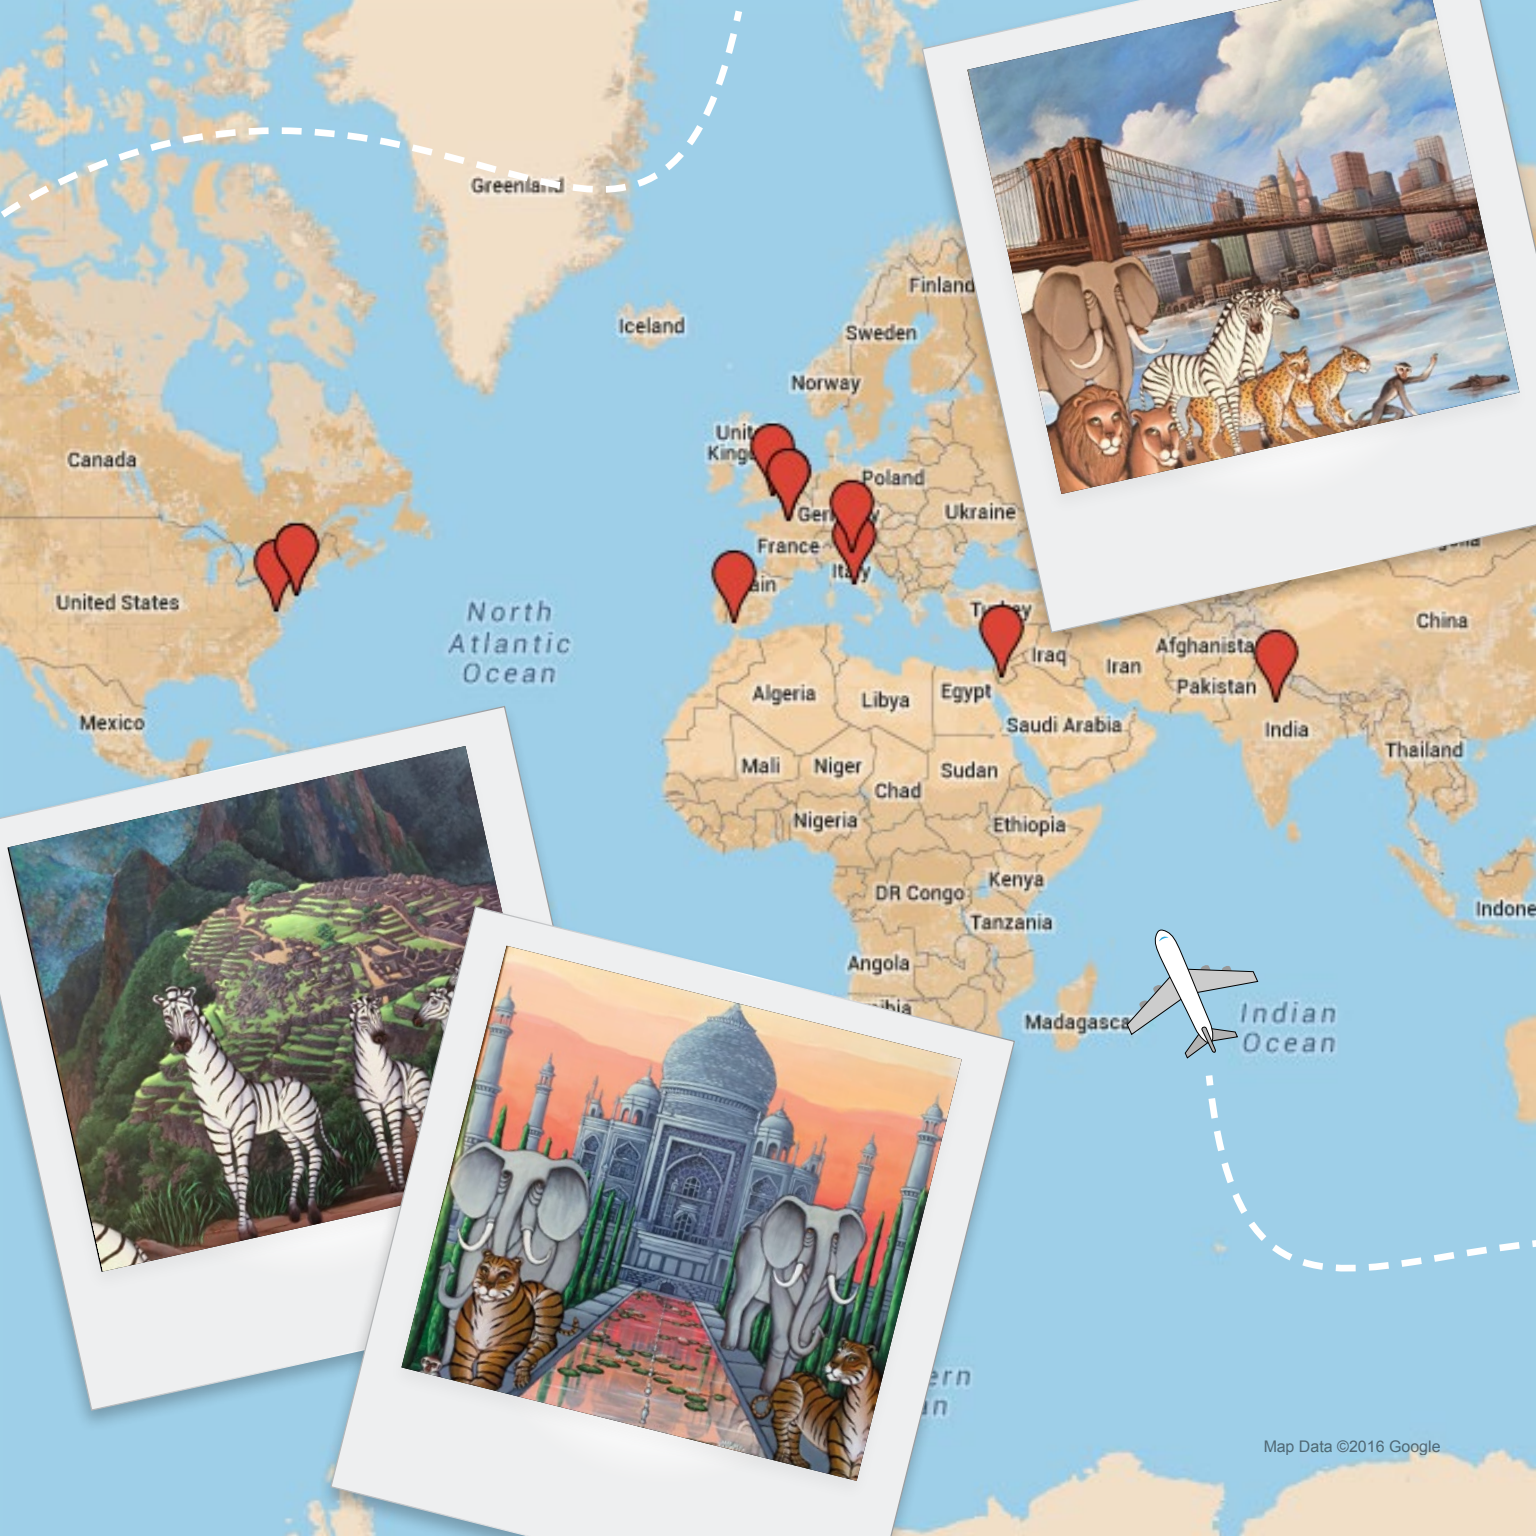 Greenland
Finland
Iceland
Sweden
Norway
Canada
Poland
Ukraine
France
United States
North
Atlantic
Ocean
China
Iraq
Afghanista
Iran
Pakistan
Algeria
Libya
Egypt
Mexico
Saudi Arabia
India
Thailand
Mali
Niger
Chad
Sudan
Nigeria
Ethiopia
DR Congo
Kenya
Tanzania
Indone
Angola
Madagasca
Indian
Ocean
Map Data ©2016 Google